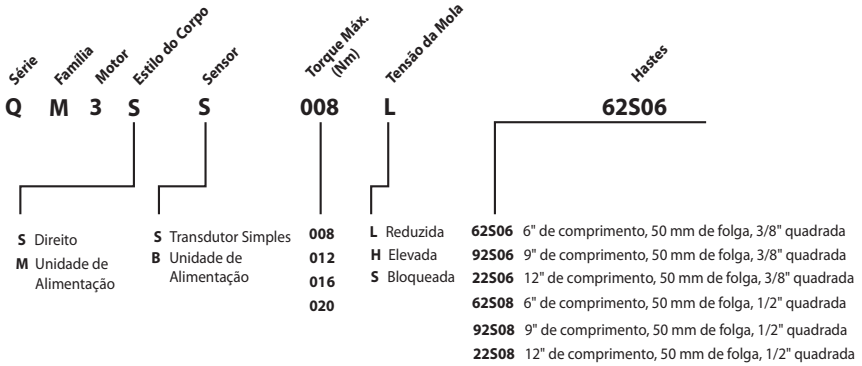 Série Família Motor Estilo do Corpo Sensor Torque Máx. (Nm) Tensão da Mola Hastes
Q M 3 S S 008 L 62S06
S Direito
M Unidade de
Alimentação
S Transdutor Simples
B Unidade de
Alimentação
008
012
016
020
L Reduzida
H Elevada
S Bloqueada
62S06 6" de comprimento, 50 mm de folga, 3/8" quadrada
92S06 9" de comprimento, 50 mm de folga, 3/8" quadrada
22S06 12" de comprimento, 50 mm de folga, 3/8" quadrada
62S08 6" de comprimento, 50 mm de folga, 1/2" quadrada
92S08 9" de comprimento, 50 mm de folga, 1/2" quadrada
22S08 12" de comprimento, 50 mm de folga, 1/2" quadrada